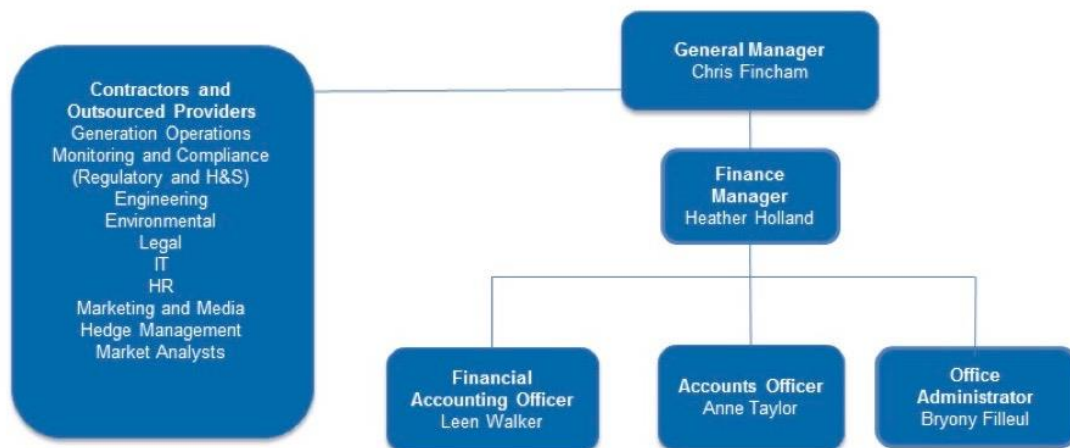 Contractors and
Outsourced Providers
Generation Operations
Monitoring and Compliance
(Regulatory and H&S)
Engineering
Environmental
Legal
IT
HR
Marketing and Media
Hedge Management
Market Analysts
General Manager
Chris Fincham
Finance
Manager
Heather Holland
Financial
Accounting Officer
Leen Walker
Accounts Officer
Anne Taylor
Office
Administrator
Bryony Filleul